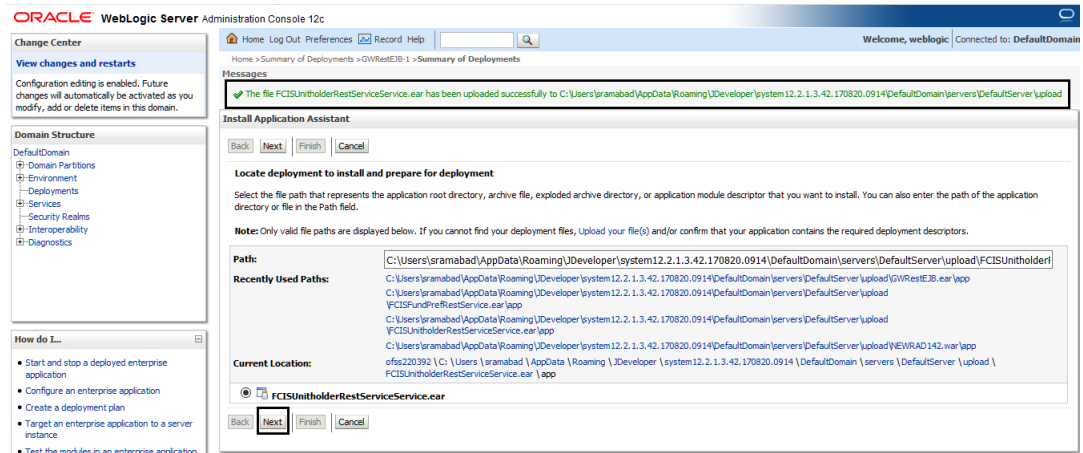 ORACLE WebLogic Server Administration Console 12c
Change Center
View changes and restarts
Configuration editing is enabled. Future
changes will automatically be activated as you
modify, add or delete items in this domain.
Domain Structure
DefaultDomain
Domain Partitions
Environment
Deployments
Services
Security Realms
Interoperability
Diagnostics
How do I...
Start and stop a deployed enterprise
application
Configure an enterprise application
Create a deployment plan
Target an enterprise application to a server
instance
Test the modules in an enterprise application
Home Log Out Preferences Record Help
Welcome, weblogic Connected to: DefaultDomain
Home >Summary of Deployments >GWRestEJB-1 >Summary of Deployments
Messages
The file FCISUnitholderRestServiceService.ear has been uploaded successfully to C:\Users\sramabad\AppData\Roaming\JDeveloper\system12.2.1.3.42.170820.0914\DefaultDomain\servers\DefaultServer\upload
Install Application Assistant
Back Next Finish Cancel
Locate deployment to install and prepare for deployment
Select the file path that represents the application root directory, archive file, exploded archive directory, or application module descriptor that you want to install. You can also enter the path of the application
directory or file in the Path field.
Note: Only valid file paths are displayed below. If you cannot find your deployment files, Upload your file(s) and/or confirm that your application contains the required deployment descriptors.
Path: C:\Users\sramabad\AppData\Roaming\JDeveloper\system12.2.1.3.42.170820.0914\DefaultDomain\servers\DefaultServer\upload\FCISUnitholderF
Recently Used Paths: C:\Users\sramabad\AppData\Roaming\JDeveloper\system12.2.1.3.42.170820.0914\DefaultDomain\servers\DefaultServer\upload\GWRestEJB.ear\app
C:\Users\sramabad\AppData\Roaming\JDeveloper\system12.2.1.3.42.170820.0914\DefaultDomain\servers\DefaultServer\upload
\FCISFundPrefRestService.ear\app
C:\Users\sramabad\AppData\Roaming\JDeveloper\system12.2.1.3.42.170820.0914\DefaultDomain\servers\DefaultServer\upload
\FCISUnitholderRestServiceService.ear\app
C:\Users\sramabad\AppData\Roaming\JDeveloper\system12.2.1.3.42.170820.0914\DefaultDomain\servers\DefaultServer\upload\NEWRAD142.war\app
Current Location: ofss220392 \ C: \ Users \ sramabad \ AppData \ Roaming \ JDeveloper \ system12.2.1.3.42.170820.0914 \ DefaultDomain \ servers \ DefaultServer \ upload \
FCISUnitholderRestServiceService.ear \ app
FCISUnitholderRestServiceService.ear
Back Next Finish Cancel